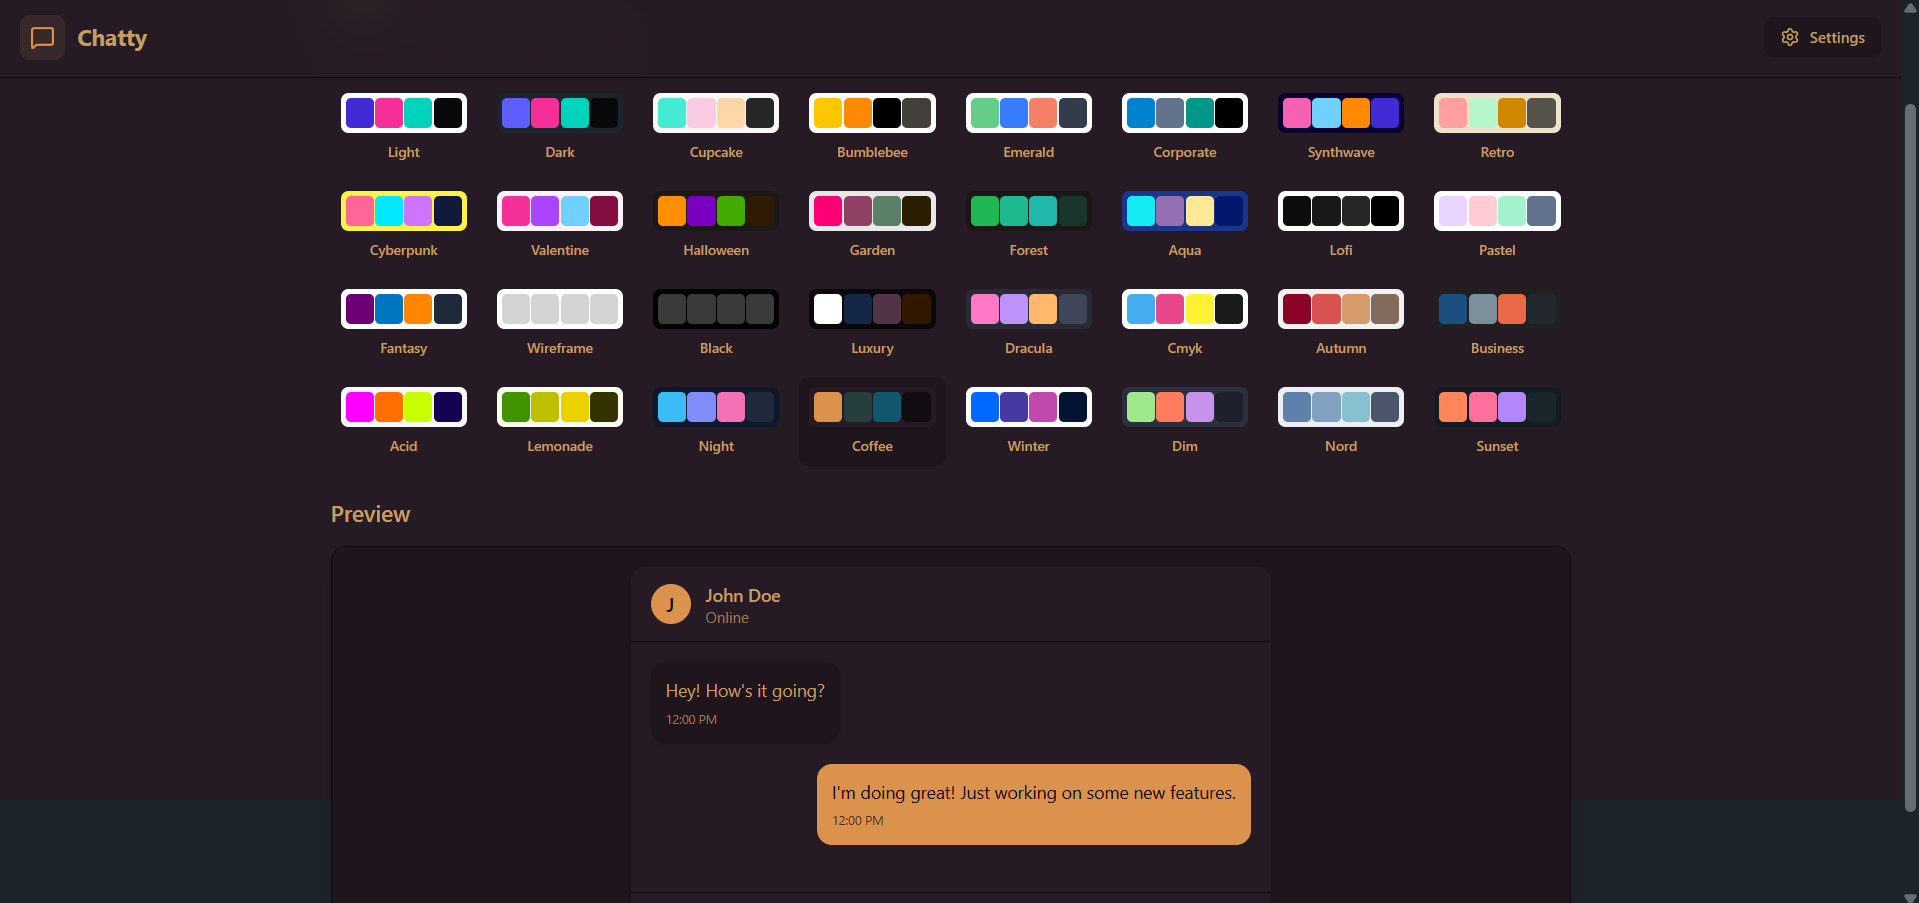 Chatty
Settings
Light
Dark
Cupcake
Bumblebee
Emerald
Corporate
Synthwave
Retro
Cyberpunk
Valentine
Halloween
Garden
Forest
Aqua
Lofi
Pastel
Fantasy
Wireframe
Black
Luxury
Dracula
Cmyk
Autumn
Business
Acid
Lemonade
Night
Coffee
Winter
Dim
Nord
Sunset
Preview
J
John Doe
Online
Hey! How's it going?
12:00 PM
I'm doing great! Just working on some new features.
12:00 PM